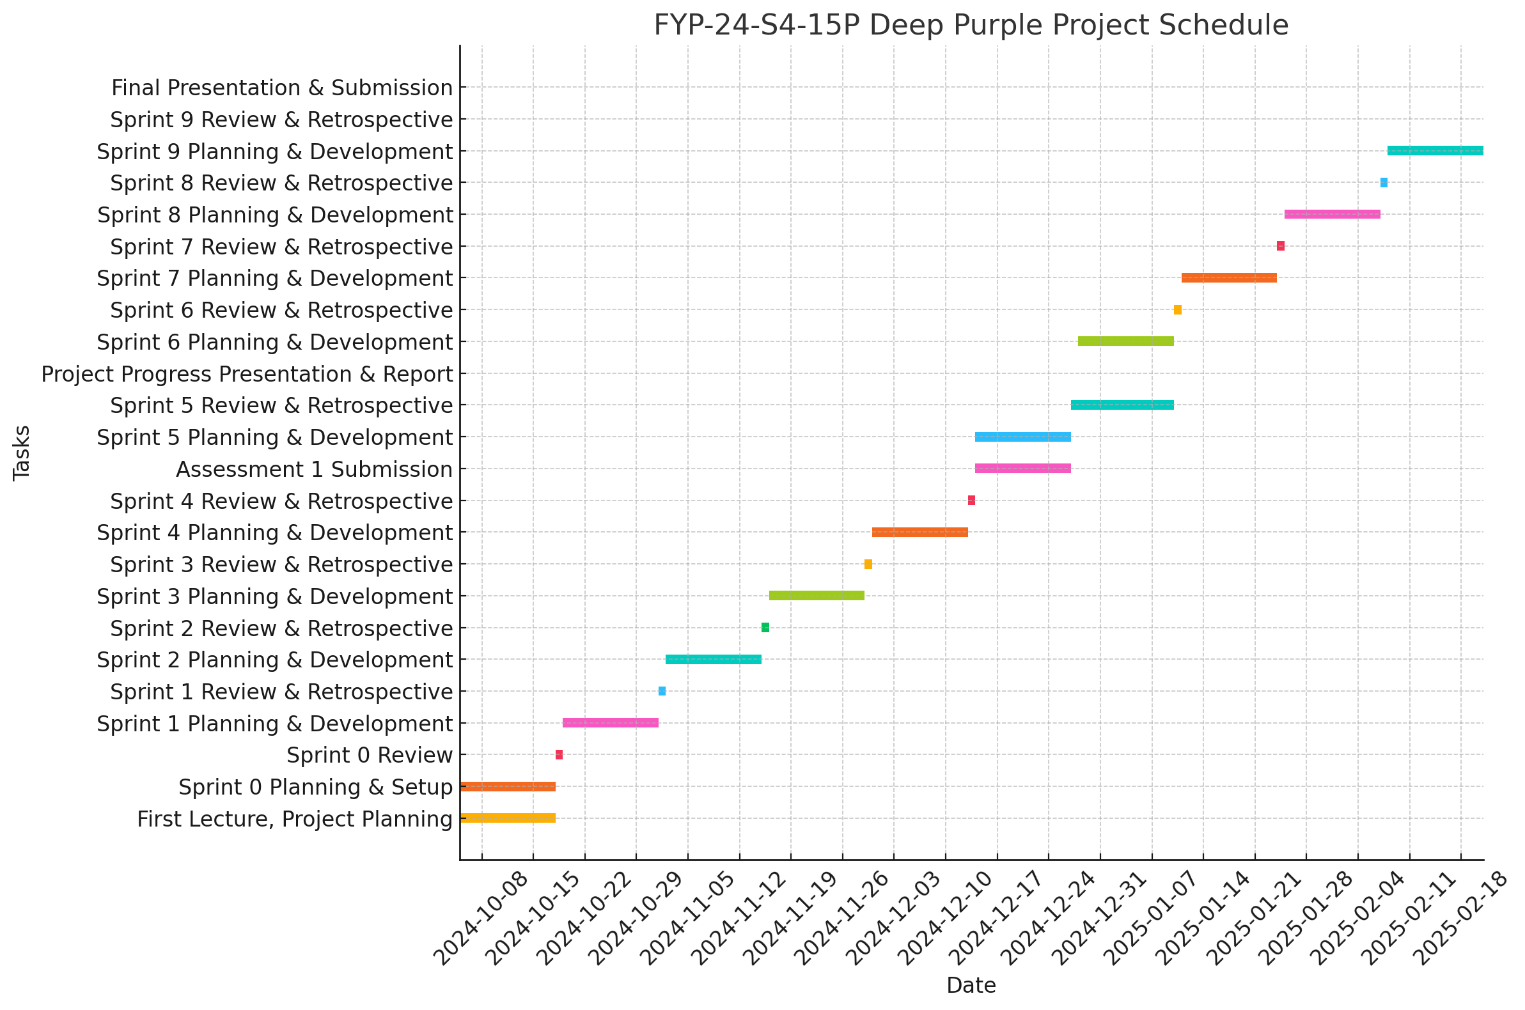 FYP-24-S4-15P Deep Purple Project Schedule
Final Presentation & Submission
Sprint 9 Review & Retrospective
Sprint 9 Planning & Development
Sprint 8 Review & Retrospective
Sprint 8 Planning & Development
Sprint 7 Review & Retrospective
Sprint 7 Planning & Development
Sprint 6 Review & Retrospective
Sprint 6 Planning & Development
Project Progress Presentation & Report
Sprint 5 Review & Retrospective
Sprint 5 Planning & Development
Assessment 1 Submission
Sprint 4 Review & Retrospective
Sprint 4 Planning & Development
Sprint 3 Review & Retrospective
Sprint 3 Planning & Development
Sprint 2 Review & Retrospective
Sprint 2 Planning & Development
Sprint 1 Review & Retrospective
Sprint 1 Planning & Development
Sprint 0 Review
Sprint 0 Planning & Setup
First Lecture, Project Planning
Tasks
2024-10-08
2024-10-15
2024-10-22
2024-10-29
2024-11-05
2024-11-12
2024-11-19
2024-11-26
2024-12-03
2024-12-10
2024-12-17
2024-12-24
2024-12-31
2025-01-07
2025-01-14
2025-01-21
2025-01-28
2025-02-04
2025-02-11
2025-02-18
Date